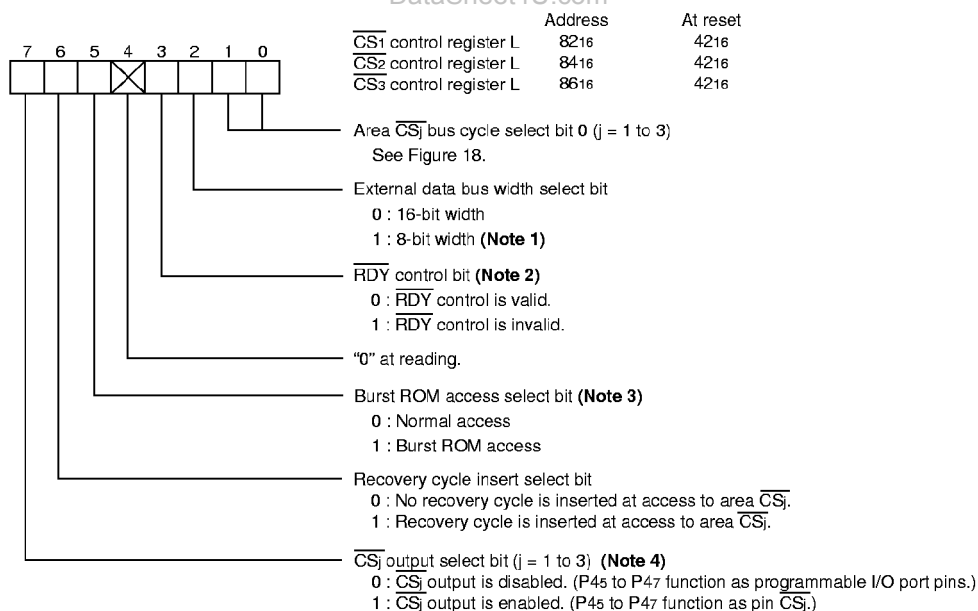 DataSheet4U.com
Address At reset
7 6 5 4 3 2 1 0
CS1 control register L 8216 4216
CS2 control register L 8416 4216
CS3 control register L 8616 4216
Area CSj bus cycle select bit 0 (j = 1 to 3)
See Figure 18.
External data bus width select bit
0 : 16-bit width
1 : 8-bit width (Note 1)
RDY control bit (Note 2)
0 : RDY control is valid.
1 : RDY control is invalid.
“0” at reading.
Burst ROM access select bit (Note 3)
0 : Normal access
1 : Burst ROM access
Recovery cycle insert select bit
0 : No recovery cycle is inserted at access to area CSj.
1 : Recovery cycle is inserted at access to area CSj.
CSj output select bit (j = 1 to 3) (Note 4)
0 : CSj output is disabled. (P45 to P47 function as programmable I/O port pins.)
1 : CSj output is enabled. (P45 to P47 function as pin CSj.)